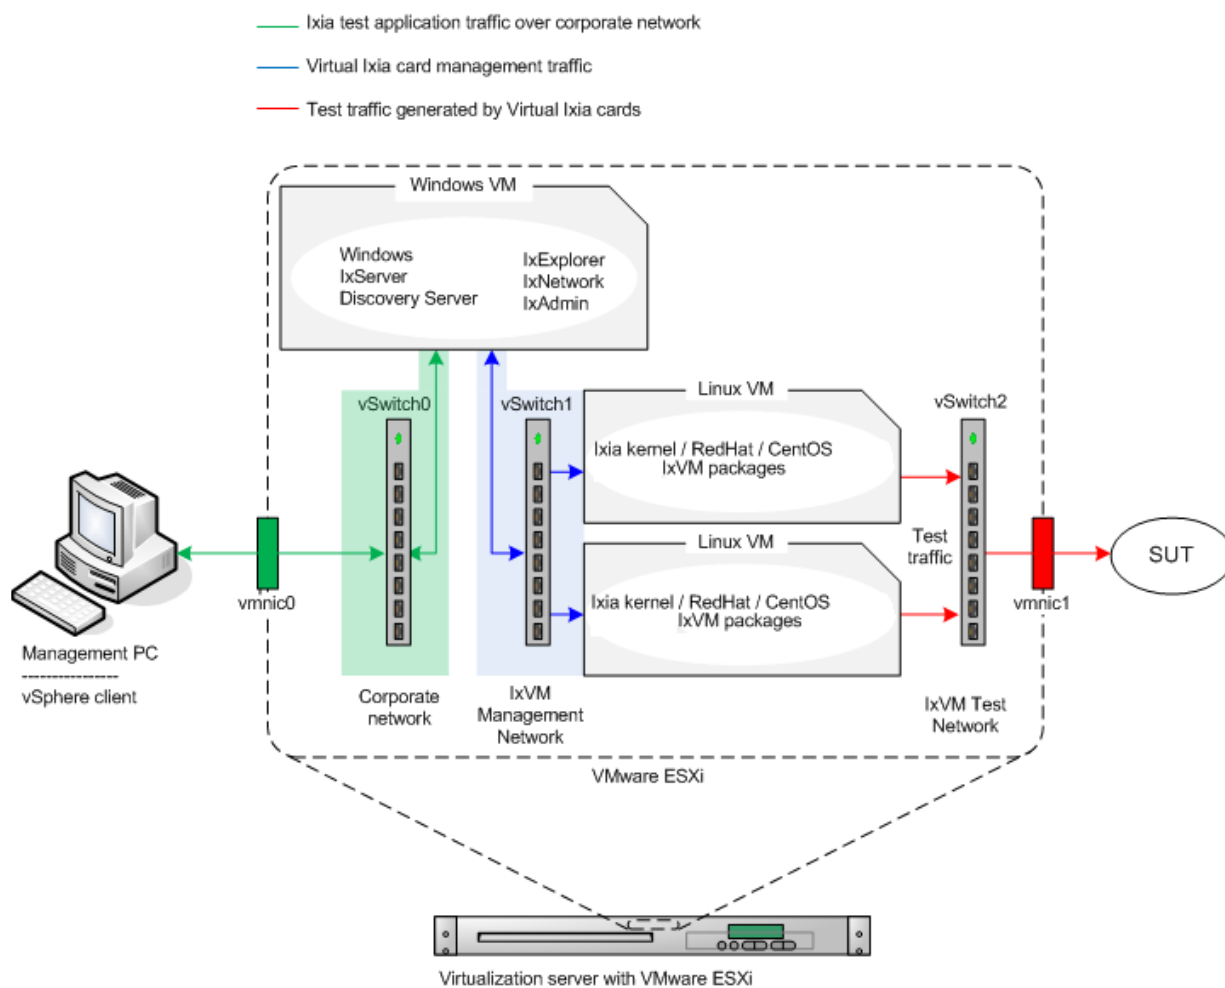 Ixia test application traffic over corporate network
Virtual Ixia card management traffic
Test traffic generated by Virtual Ixia cards
Windows VM
Windows
IxServer
Discovery Server
IxExplorer
IxNetwork
IxAdmin
vSwitch0
vSwitch1
Linux VM
vSwitch2
Ixia kernel / RedHat / CentOS
IxVM packages
Linux VM
Test
traffic
SUT
Ixia kernel / RedHat / CentOS
IxVM packages
vmnic0
vmnic1
Management PC
----------------
vSphere client
Corporate
network
IxVM
Management
Network
IxVM Test
Network
VMware ESXi
Virtualization server with VMware ESXi